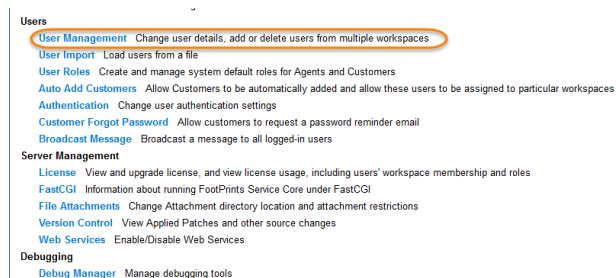 Users
User Management Change user details, add or delete users from multiple workspaces
User Import Load users from a file
User Roles Create and manage system default roles for Agents and Customers
Auto Add Customers Allow Customers to be automatically added and allow these users to be assigned to particular workspaces
Authentication Change user authentication settings
Customer Forgot Password Allow customers to request a password reminder email
Broadcast Message Broadcast a message to all logged-in users
Server Management
License View and upgrade license, and view license usage, including users' workspace membership and roles
FastCGI Information about running FootPrints Service Core under FastCGI
File Attachments Change Attachment directory location and attachment restrictions
Version Control View Applied Patches and other source changes
Web Services Enable/Disable Web Services
Debugging
Debug Manager Manage debugging tools